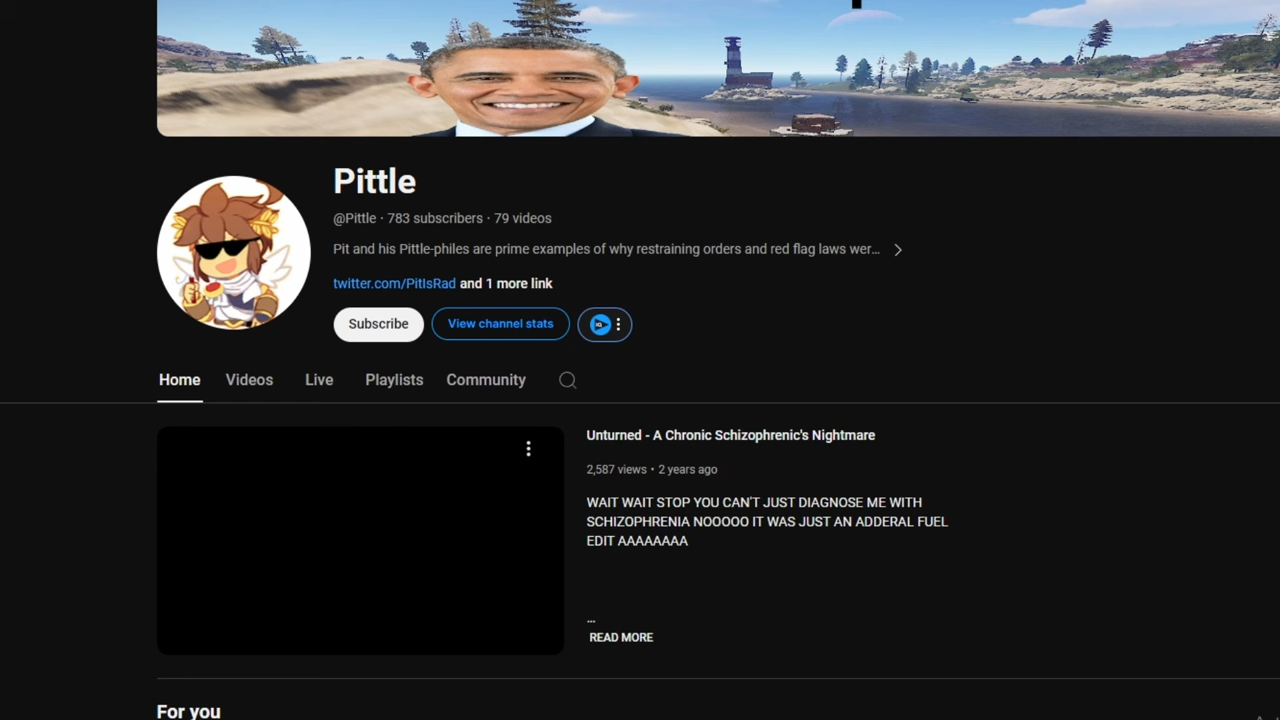 Pittle
@Pittle · 783 subscribers · 79 videos
Pit and his Pittle-philes are prime examples of why restraining orders and red flag laws wer...
twitter.com/PitIsRad and 1 more link
Subscribe
View channel stats
IQ
Home
Videos
Live
Playlists
Community
Unturned - A Chronic Schizophrenic's Nightmare
2,587 views • 2 years ago
WAIT WAIT STOP YOU CAN'T JUST DIAGNOSE ME WITH
SCHIZOPHRENIA NOOOOO IT WAS JUST AN ADDERAL FUEL
EDIT AAAAAAAA
...
READ MORE
For you